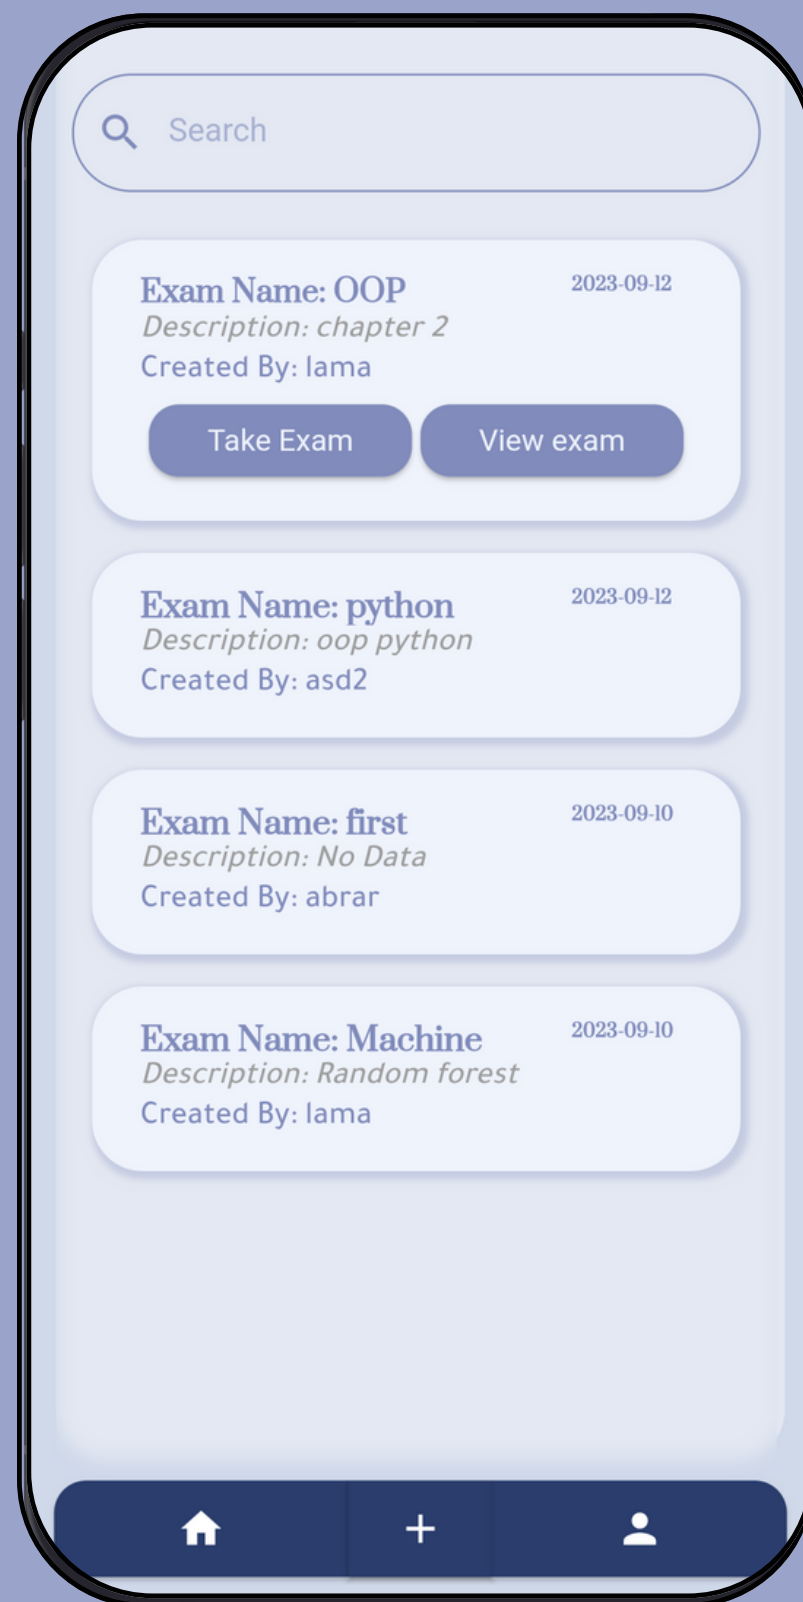 Search
Exam Name: OOP 2023-09-12
Description: chapter 2
Created By: lama
Take Exam View exam
Exam Name: python 2023-09-12
Description: oop python
Created By: asd2
Exam Name: first 2023-09-10
Description: No Data
Created By: abrar
Exam Name: Machine 2023-09-10
Description: Random forest
Created By: lama